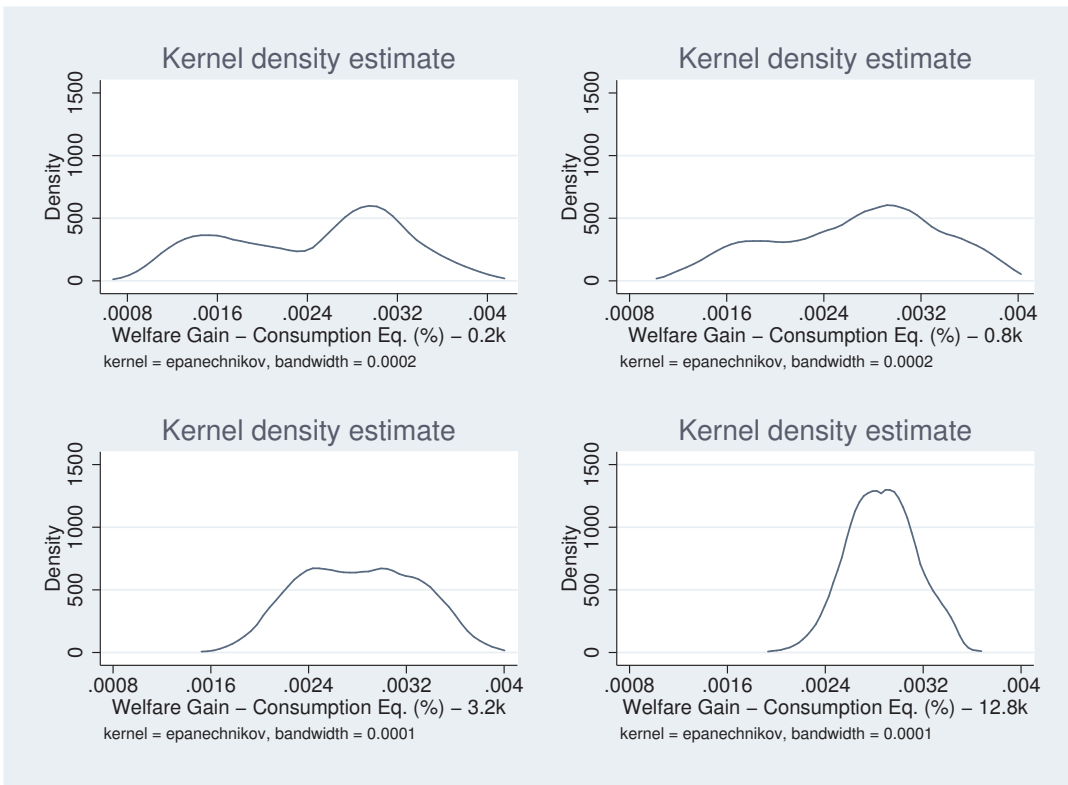 Kernel density estimate
Density
1500
1000
500
0
.0008 .0016 .0024 .0032 .004
Welfare Gain – Consumption Eq. (%) – 0.2k
kernel = epanechnikov, bandwidth = 0.0002
Kernel density estimate
Density
1500
1000
500
0
.0008 .0016 .0024 .0032 .004
Welfare Gain – Consumption Eq. (%) – 0.8k
kernel = epanechnikov, bandwidth = 0.0002
Kernel density estimate
Density
1500
1000
500
0
.0008 .0016 .0024 .0032 .004
Welfare Gain – Consumption Eq. (%) – 3.2k
kernel = epanechnikov, bandwidth = 0.0001
Kernel density estimate
Density
1500
1000
500
0
.0008 .0016 .0024 .0032 .004
Welfare Gain – Consumption Eq. (%) – 12.8k
kernel = epanechnikov, bandwidth = 0.0001